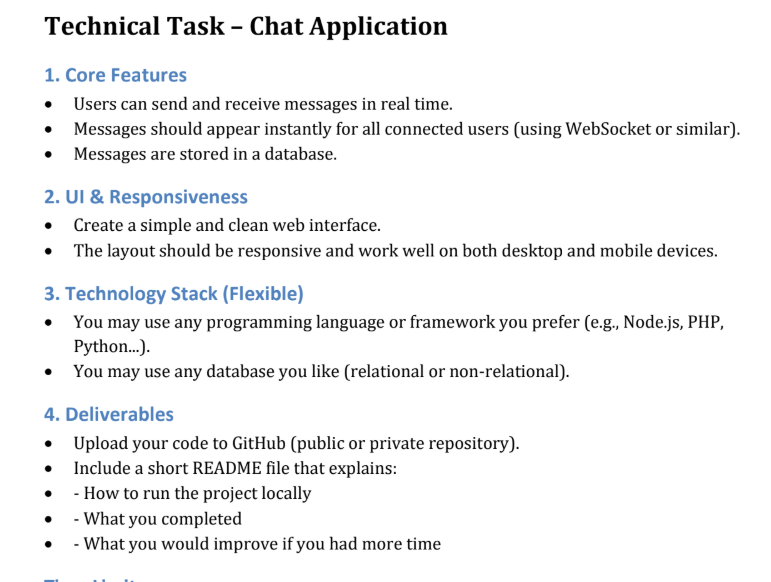 Technical Task – Chat Application
1. Core Features
• Users can send and receive messages in real time.
• Messages should appear instantly for all connected users (using WebSocket or similar).
• Messages are stored in a database.
2. UI & Responsiveness
• Create a simple and clean web interface.
• The layout should be responsive and work well on both desktop and mobile devices.
3. Technology Stack (Flexible)
• You may use any programming language or framework you prefer (e.g., Node.js, PHP,
Python...).
• You may use any database you like (relational or non-relational).
4. Deliverables
• Upload your code to GitHub (public or private repository).
• Include a short README file that explains:
• - How to run the project locally
• - What you completed
• - What you would improve if you had more time